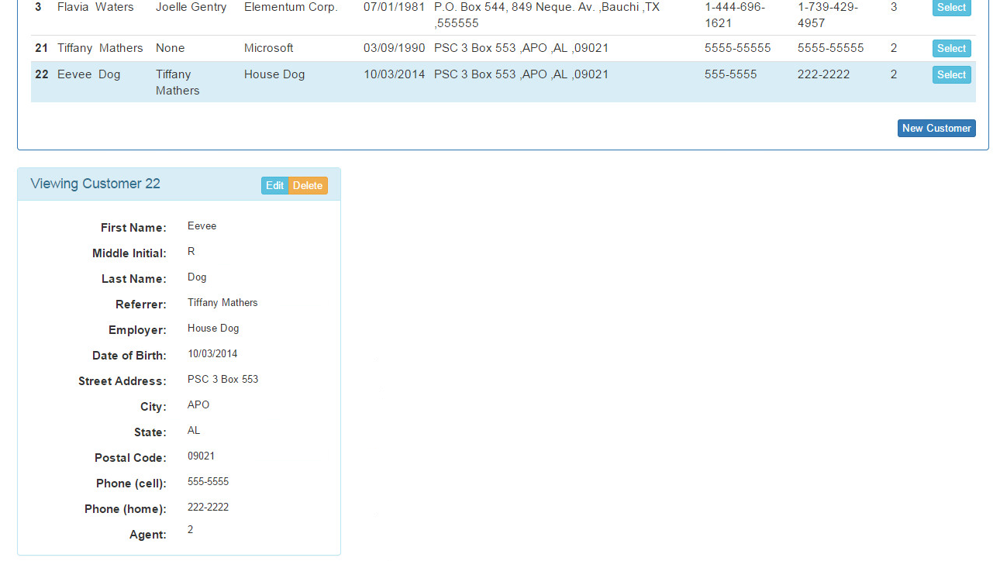 3 Flavia Waters Joelle Gentry Elementum Corp. 07/01/1981 P.O. Box 544, 849 Neque. Av. ,Bauchi ,TX 1-444-696- 1-739-429- 3 Select
,555555 1621 4957
21 Tiffany Mathers None Microsoft 03/09/1990 PSC 3 Box 553 ,APO ,AL ,09021 5555-55555 5555-55555 2 Select
22 Eevee Dog Tiffany House Dog 10/03/2014 PSC 3 Box 553 ,APO ,AL ,09021 555-5555 222-2222 2 Select
Mathers
New Customer
Viewing Customer 22 Edit Delete
First Name: Eevee
Middle Initial: R
Last Name: Dog
Referrer: Tiffany Mathers
Employer: House Dog
Date of Birth: 10/03/2014
Street Address: PSC 3 Box 553
City: APO
State: AL
Postal Code: 09021
Phone (cell): 555-5555
Phone (home): 222-2222
Agent: 2